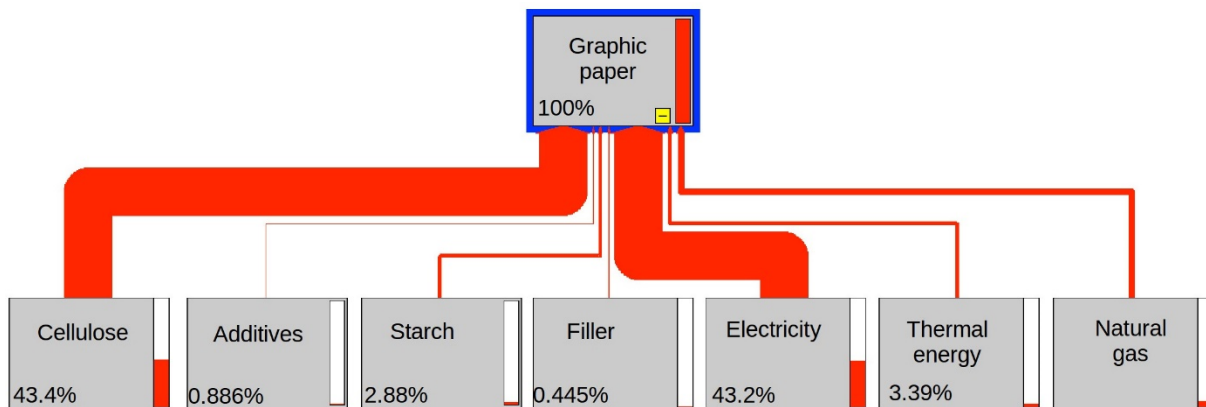 Graphic
paper
100%
Cellulose
43.4%
Additives
0.886%
Starch
2.88%
Filler
0.445%
Electricity
43.2%
Thermal
energy
3.39%
Natural
gas